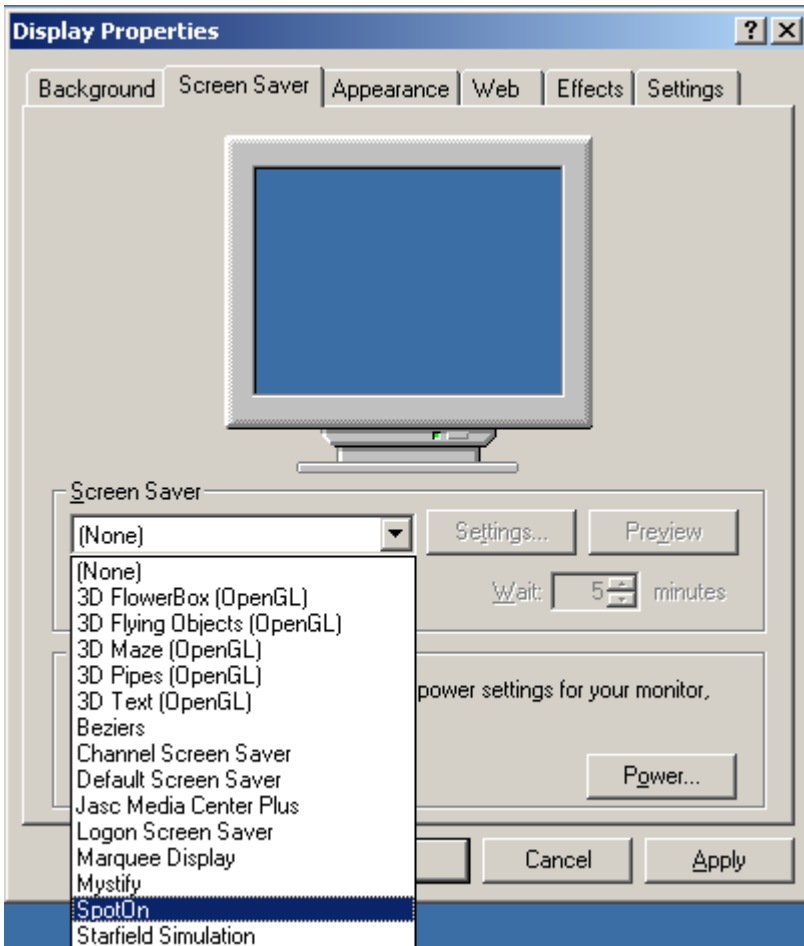 Display Properties
Background Screen Saver Appearance Web Effects Settings
Screen Saver
(None) Settings... Preview
Wait: 5 minutes
(None)
3D FlowerBox (OpenGL)
3D Flying Objects (OpenGL)
3D Maze (OpenGL)
3D Pipes (OpenGL)
3D Text (OpenGL)
Beziers
Channel Screen Saver
Default Screen Saver
Jasc Media Center Plus
Logon Screen Saver
Marquee Display
Mystify
SpotOn
Starfield Simulation
power settings for your monitor,
Power...
Cancel Apply